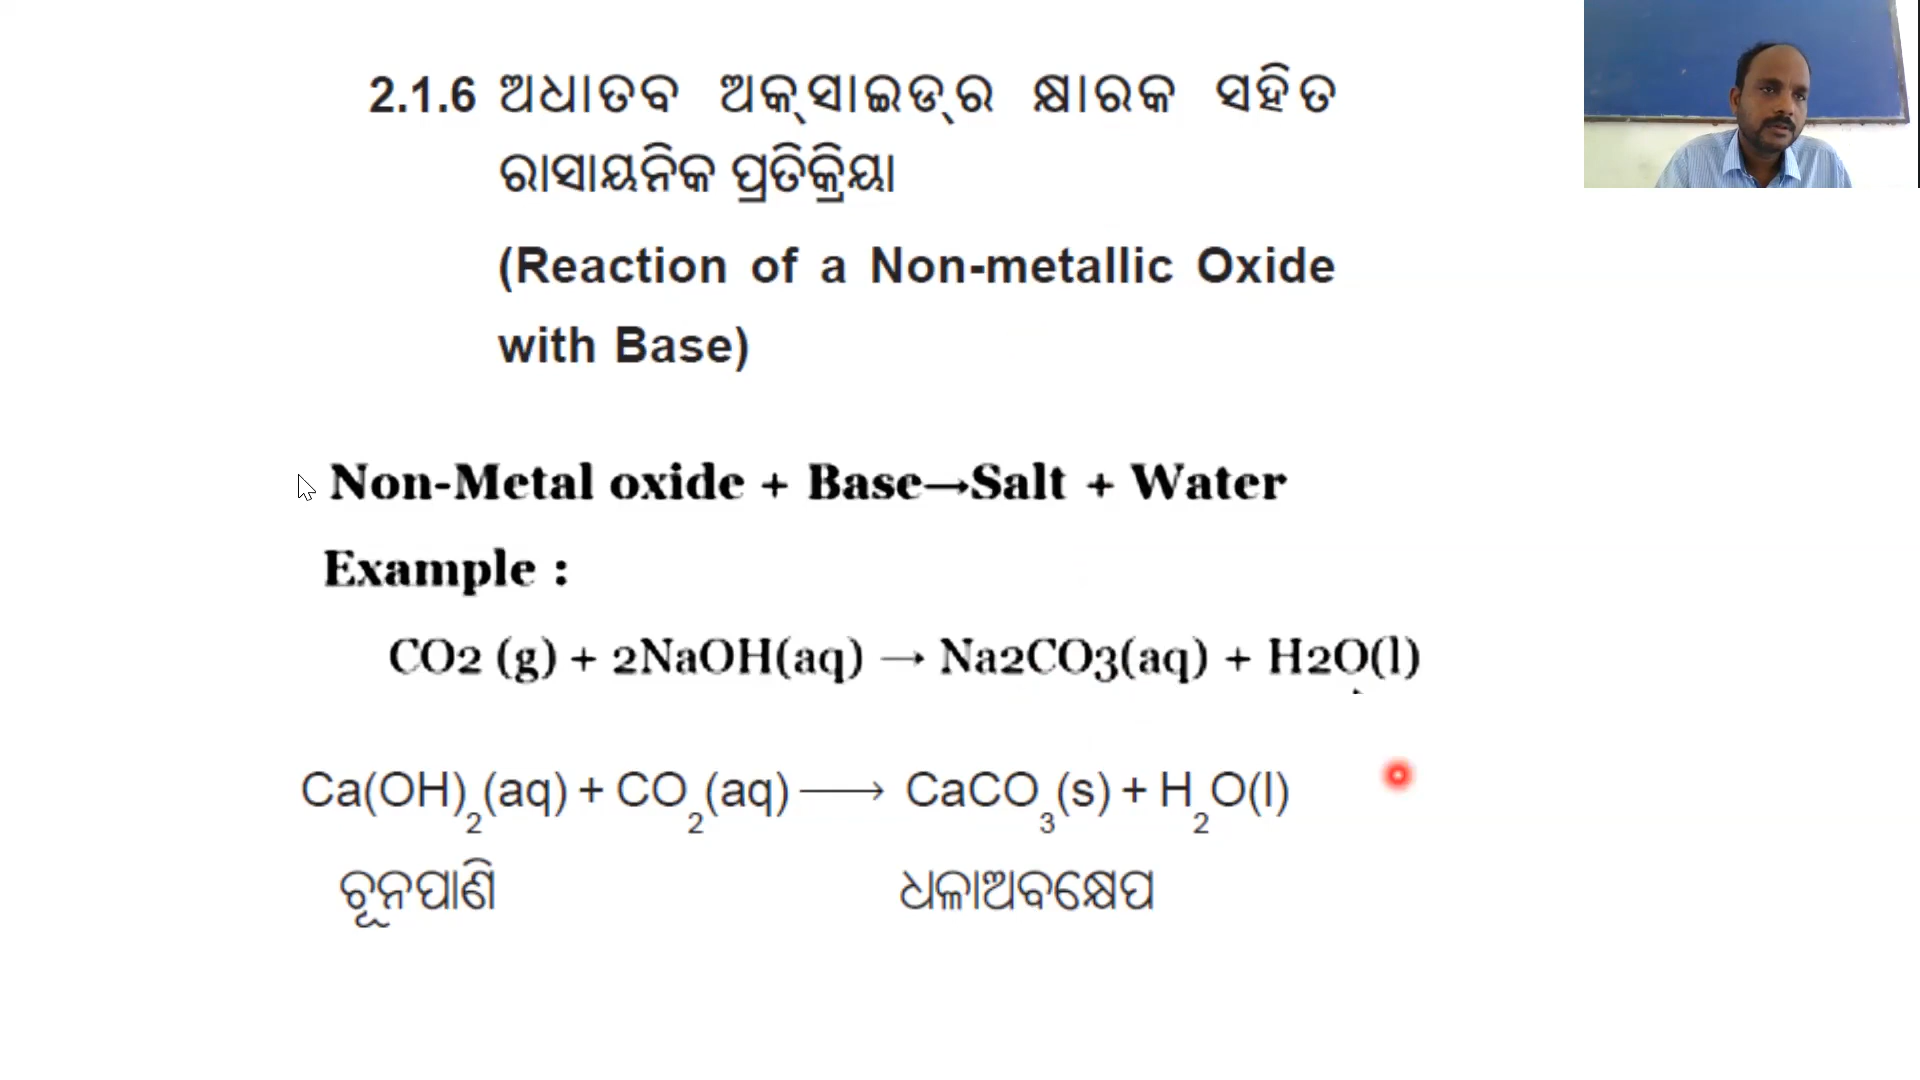 2.1.6 ଅଧାତବ ଅକ୍‌ସାଇଡ୍‌ର କ୍ଷାରକ ସହିତ
ରାସାୟନିକ ପ୍ରତିକ୍ରିୟା
(Reaction of a Non-metallic Oxide
with Base)
Non-Metal oxide + Base→Salt + Water
Example :
CO2 (g) + 2NaOH(aq) → Na2CO3(aq) + H2O(l)
Ca(OH)₂(aq) + CO₂(aq) ⟶ CaCO₃(s) + H₂O(l)
ଚୂନପାଣି ଧଳାଅବକ୍ଷେପ